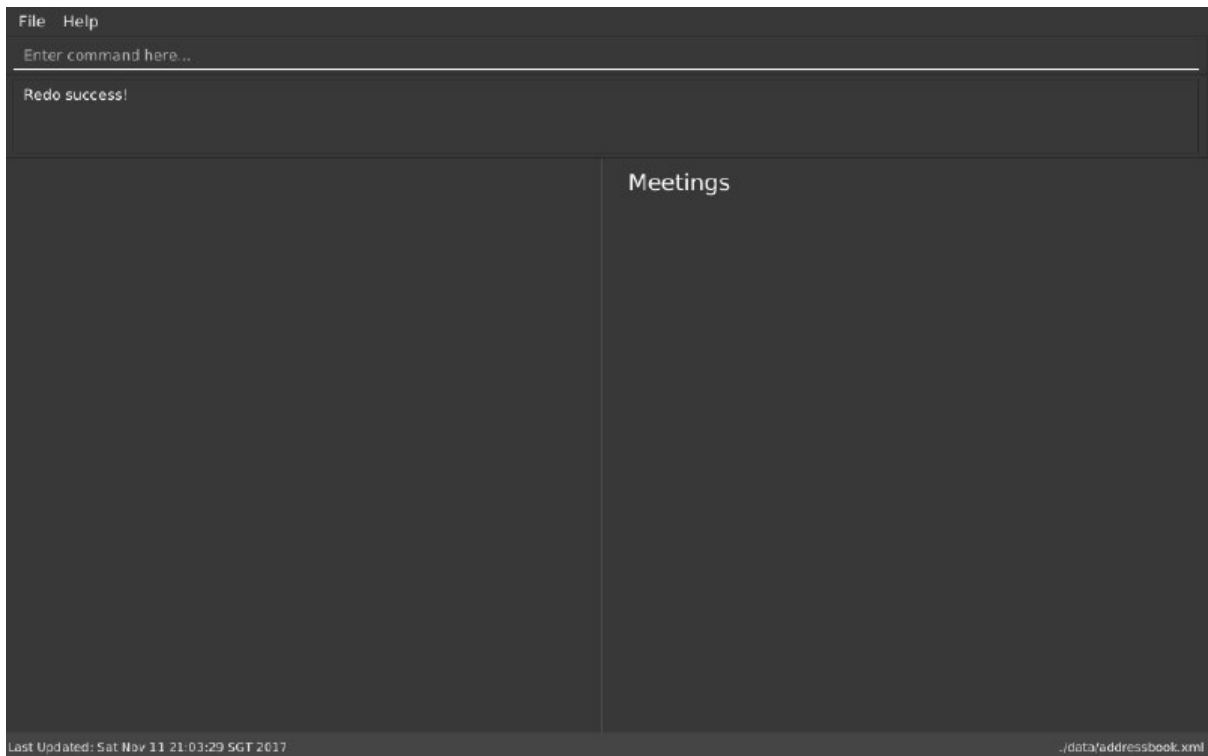 File Help
Enter command here...
Redo success!
Meetings
Last Updated: Sat Nov 11 21:03:29 SGT 2017
./data/addressbook.xml